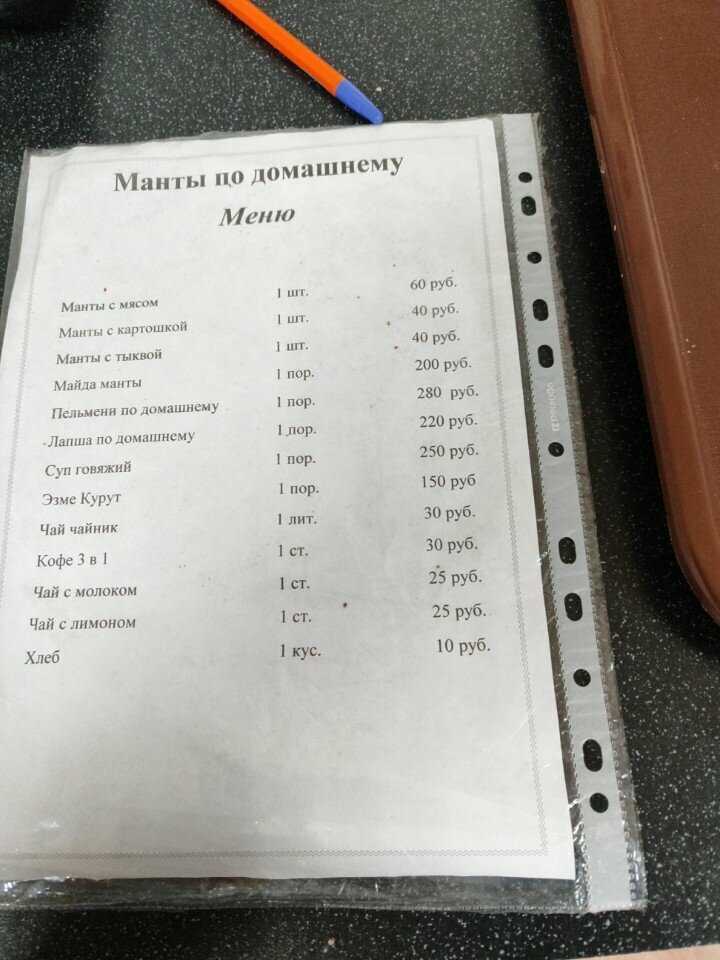 Манты цо домашнему
Меню
Манты с мясом 1 шт. 60 руб.
Манты с картошкой 1 шт. 40 руб.
Манты с тыквой 1 шт. 40 руб.
Майда манты 1 пор. 200 руб.
Пельмени по домашнему 1 пор. 280 руб.
Лапша по домашнему 1 пор. 220 руб.
Суп говяжий 1 пор. 250 руб.
Эзме Курут 1 пор. 150 руб
Чай чайник 1 лит. 30 руб.
Кофе 3 в 1 1 ст. 30 руб.
Чай с молоком 1 ст. 25 руб.
Чай с лимоном 1 ст. 25 руб.
Хлеб 1 кус. 10 руб.